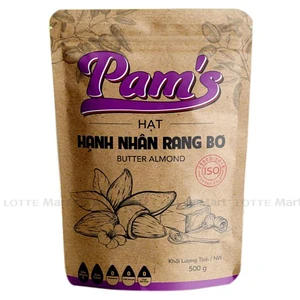 Pam's
HẠT
HẠNH NHÂN RANG BƠ
BUTTER ALMOND
ISO
LOTTE Mart
Khối Lượng Tịnh / NW
500 g